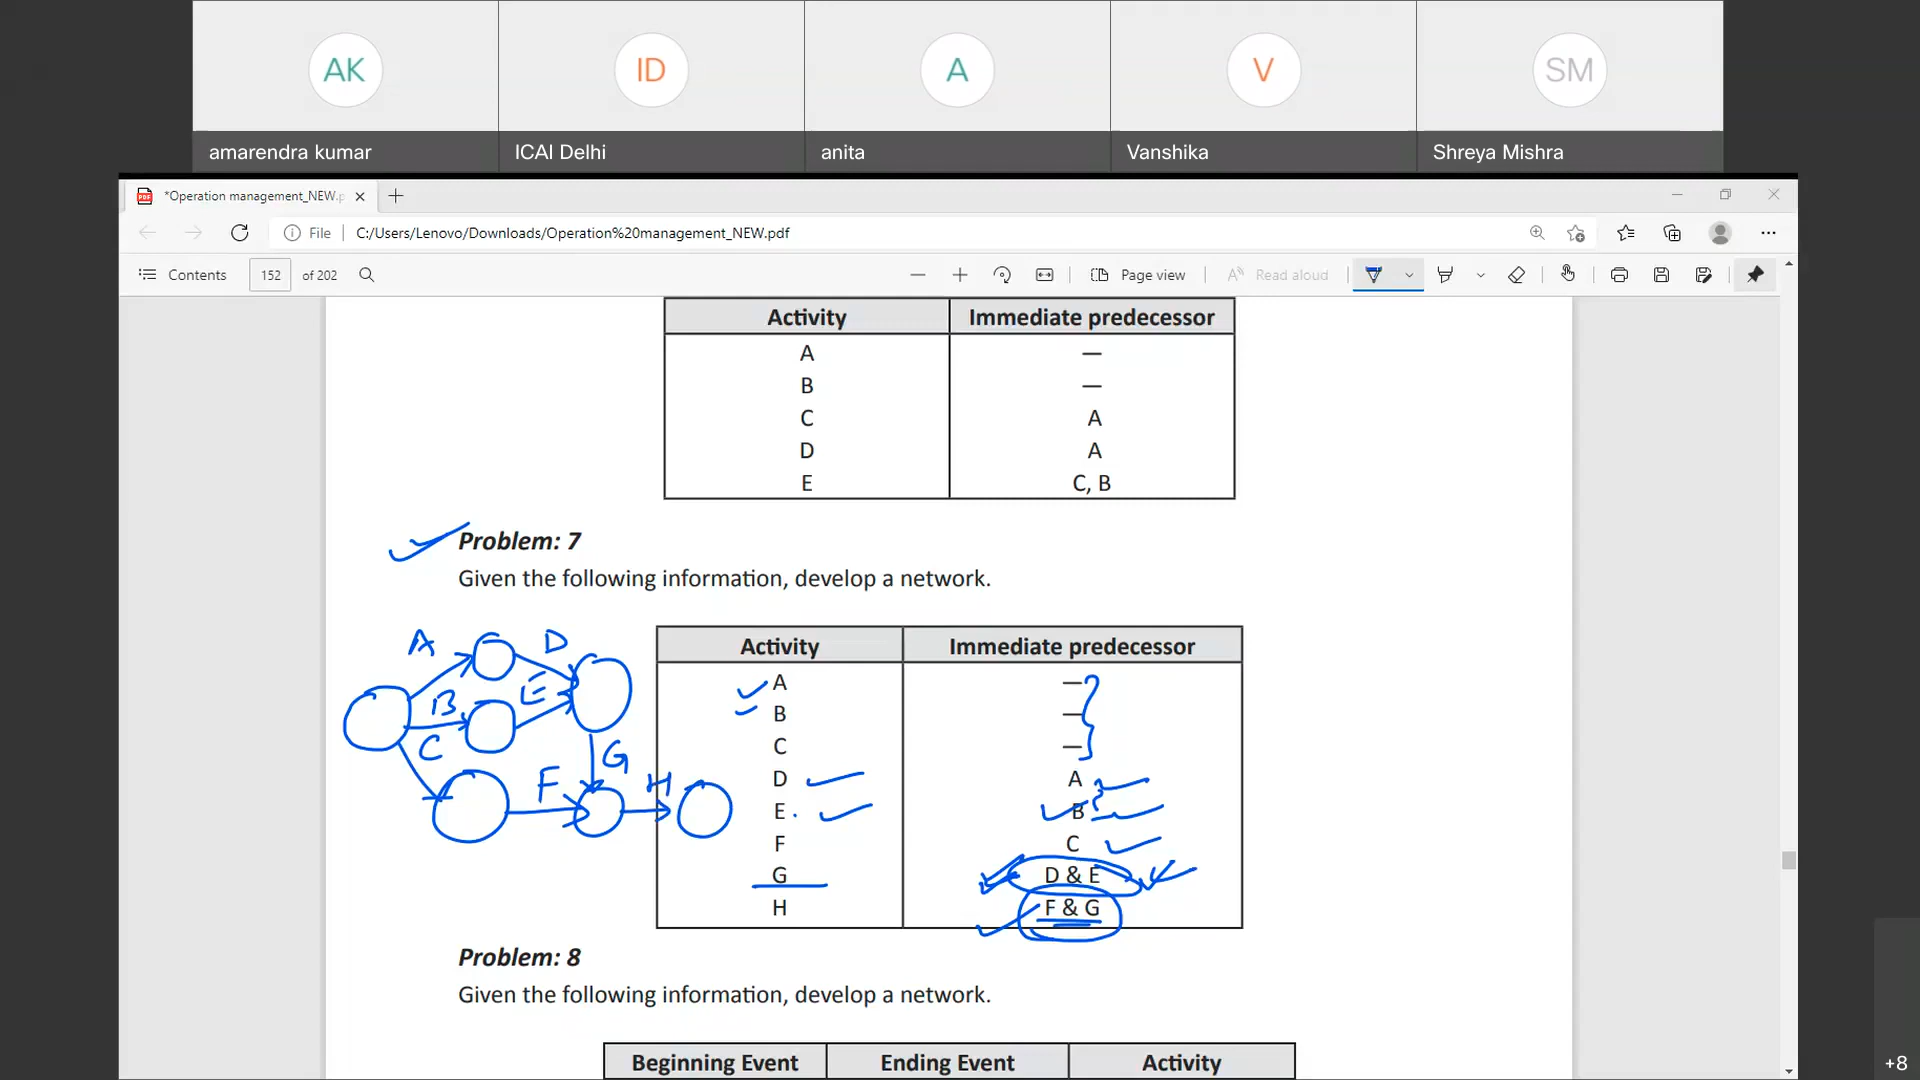 AK ID A V SM
amarendra kumar ICAI Delhi anita Vanshika Shreya Mishra
*Operation management_NEW.p
File C:/Users/Lenovo/Downloads/Operation%20management_NEW.pdf
Contents 152 of 202 Page view Read aloud
Activity Immediate predecessor
A —
B —
C A
D A
E C, B
Problem: 7
Given the following information, develop a network.
Activity Immediate predecessor
A —
B —
C —
D A
E B
F C
G D & E
H F & G
A D
B E
C
F G H
Problem: 8
Given the following information, develop a network.
Beginning Event Ending Event Activity
+8